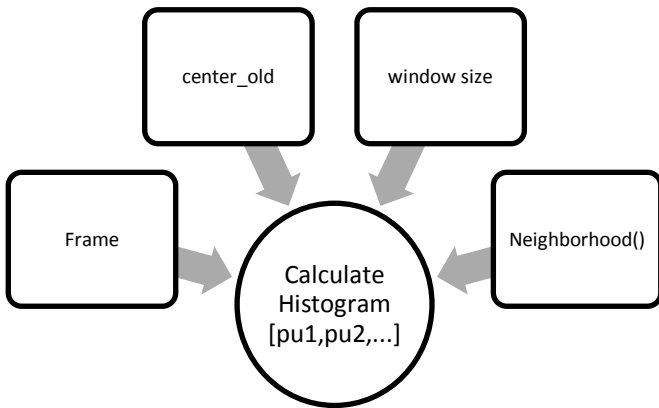 center_old
window size
Frame
Neighborhood()
Calculate
Histogram
[pu1,pu2,...]